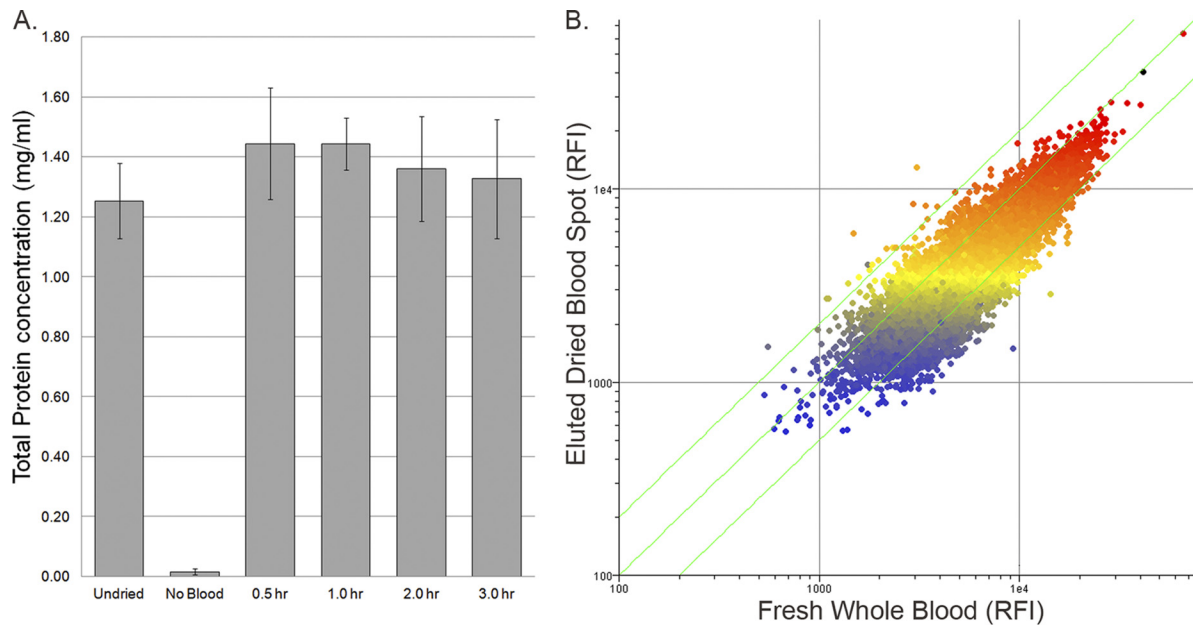 A.
Total Protein concentration (mg/ml)
1.80
1.60
1.40
1.20
1.00
0.80
0.60
0.40
0.20
0.00
Undried No Blood 0.5 hr 1.0 hr 2.0 hr 3.0 hr
B.
Eluted Dried Blood Spot (RFI)
1e4
1000
100
100 1000 1e4
Fresh Whole Blood (RFI)